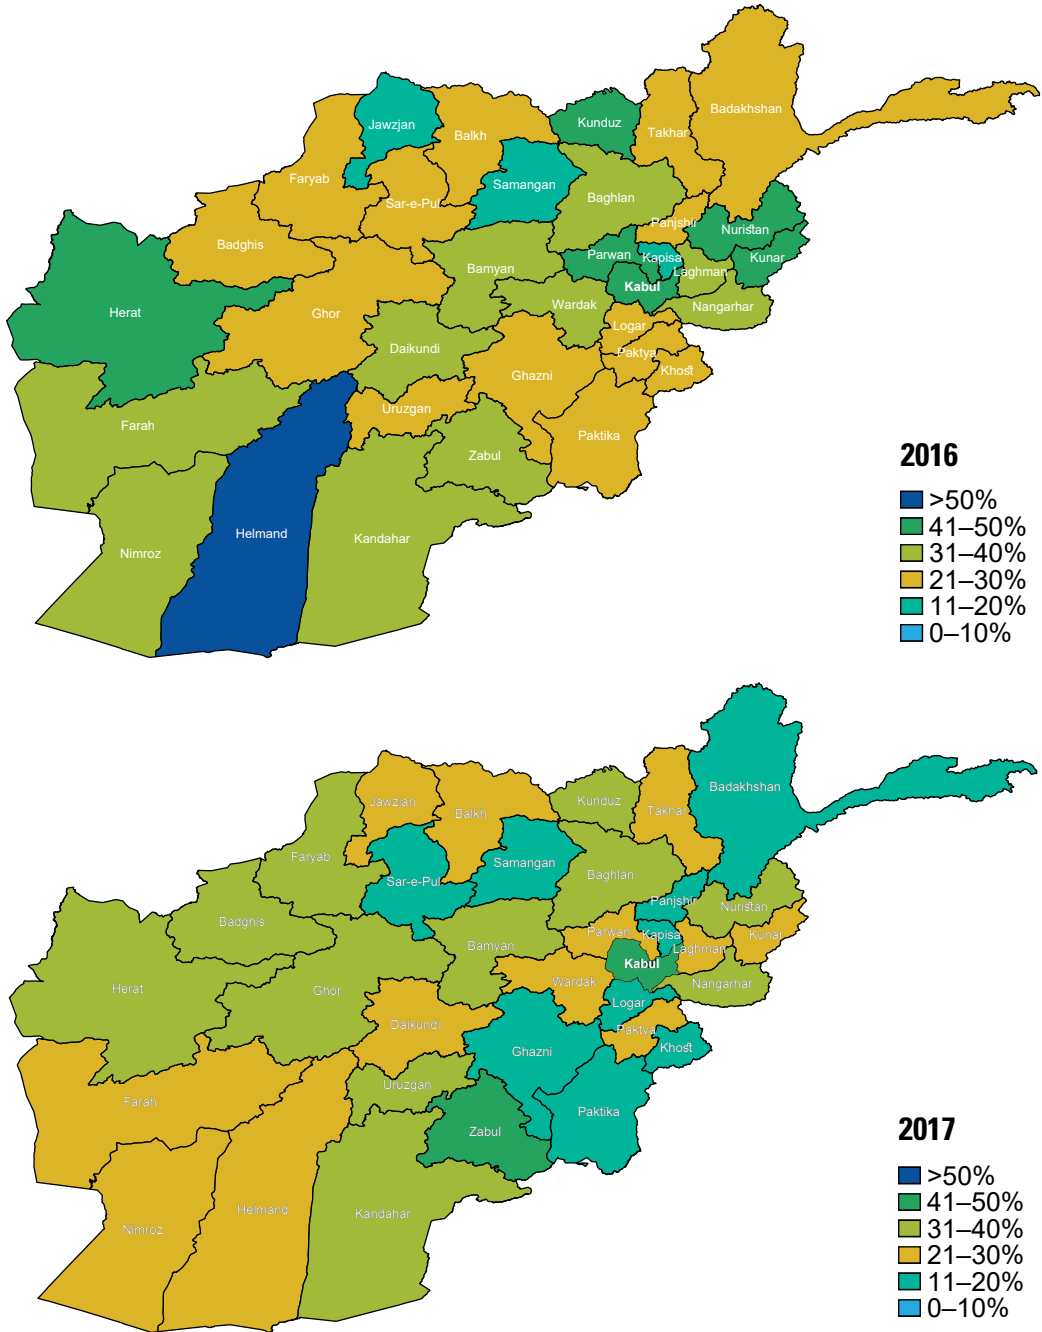 Badakhshan
Jawzjan
Kunduz
Balkh
Takhar
Faryab
Samangan
Baghlan
Sar-e-Pul
Panjshir
Nuristan
Badghis
Parwan
Kapisa
Kunar
Bamyan
Laghman
Kabul
Herat
Ghor
Wardak
Nangarhar
Logar
Daikundi
Paktya
Khost
Ghazni
Uruzgan
Farah
Paktika
Zabul
Helmand
Kandahar
Nimroz
2016
>50%
41–50%
31–40%
21–30%
11–20%
0–10%
Badakhshan
Jawzjan
Kunduz
Balkh
Takhar
Faryab
Samangan
Baghlan
Sar-e-Pul
Panjshir
Nuristan
Badghis
Parwan
Kapisa
Kunar
Bamyan
Laghman
Kabul
Herat
Ghor
Wardak
Nangarhar
Logar
Daikundi
Paktya
Khost
Ghazni
Uruzgan
Farah
Paktika
Zabul
Helmand
Kandahar
Nimroz
2017
>50%
41–50%
31–40%
21–30%
11–20%
0–10%